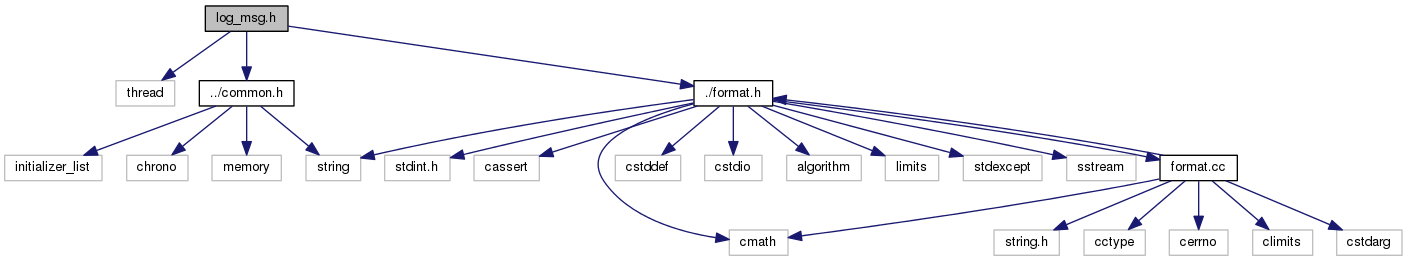 log_msg.h
thread
../common.h
./format.h
initializer_list
chrono
memory
string
stdint.h
cassert
cstddef
cstdio
algorithm
limits
stdexcept
sstream
format.cc
cmath
string.h
cctype
cerrno
climits
cstdarg